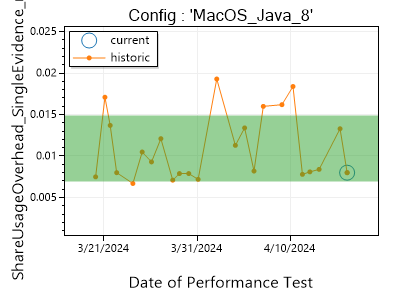 Config : 'MacOS_Java_8'
current
historic
0.025
0.02
0.015
0.01
0.005
3/21/2024
3/31/2024
4/10/2024
Date of Performance Test
ShareUsageOverhead_SingleEvidence_